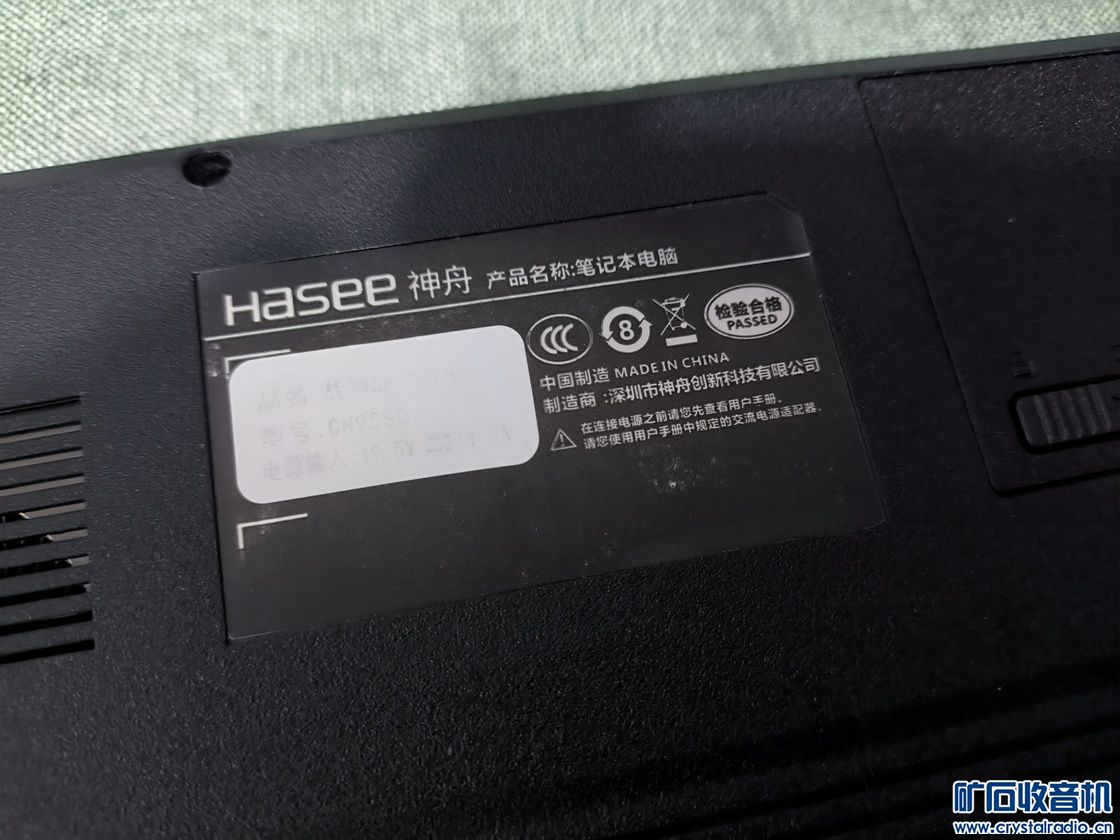 Hasee 神舟 产品名称:笔记本电脑
8
检验合格
PASSED
中国制造 MADE IN CHINA
制造商:深圳市神舟创新科技有限公司
在连接电源之前请您先查看用户手册.
请您使用用户手册中规定的交流电源适配器.
品名:战
型号:
电源输入:19.5V
矿石收音机
www.crystalradio.cn